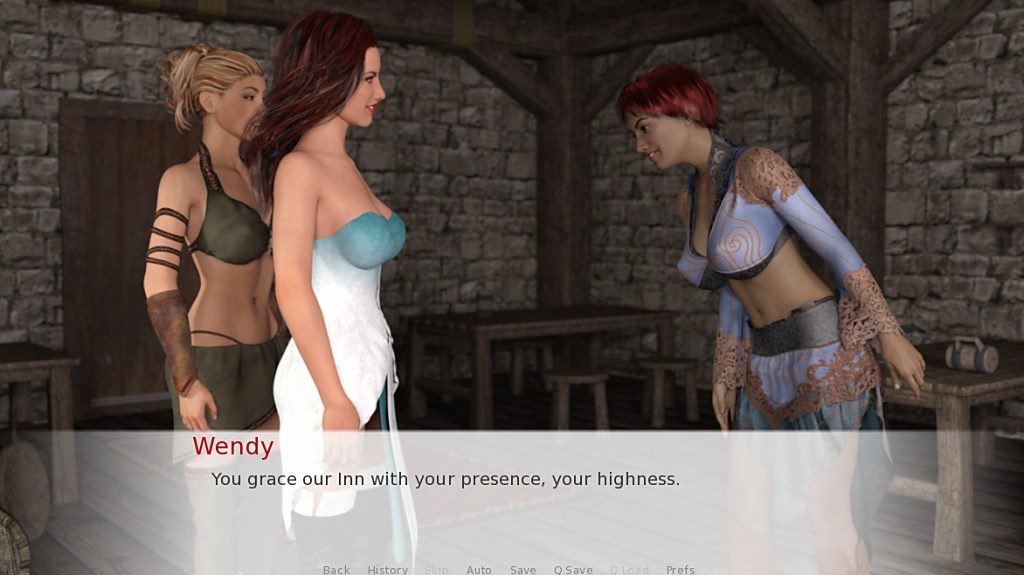 Wendy
You grace our Inn with your presence, your highness.
Back History Skip Auto Save Q.Save Q.Load Prefs